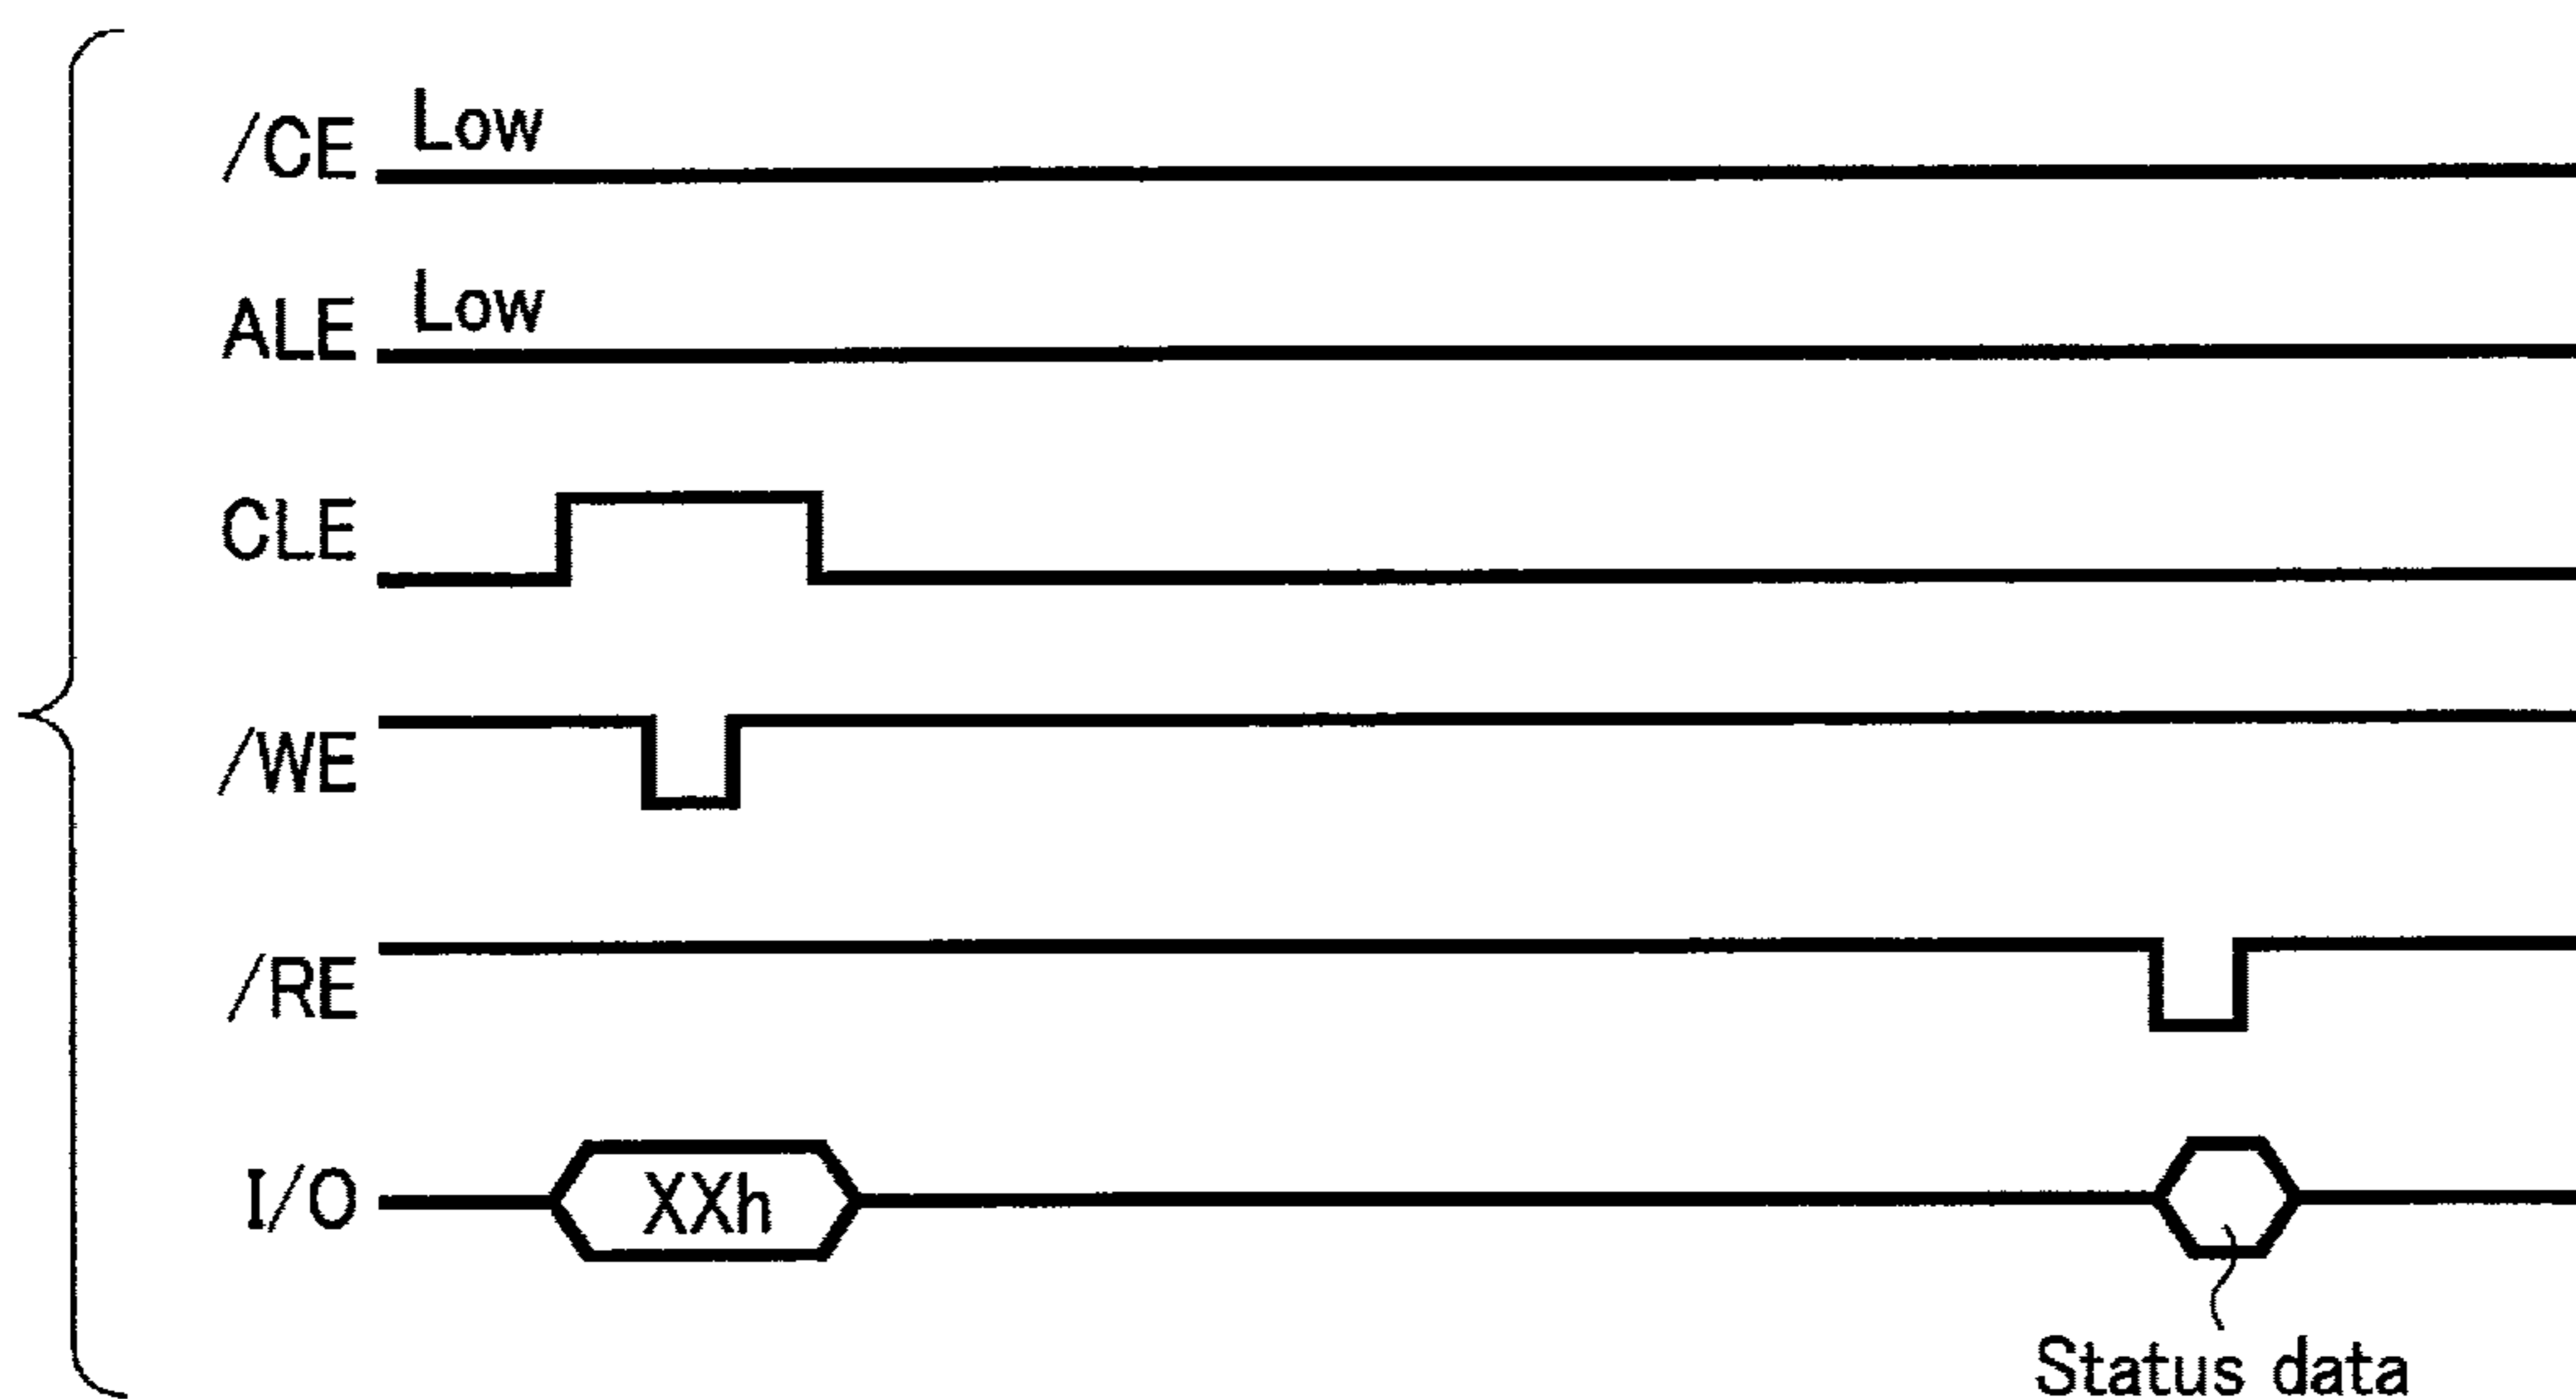 /CE Low
ALE Low
CLE
/WE
/RE
I/O XXh
Status data